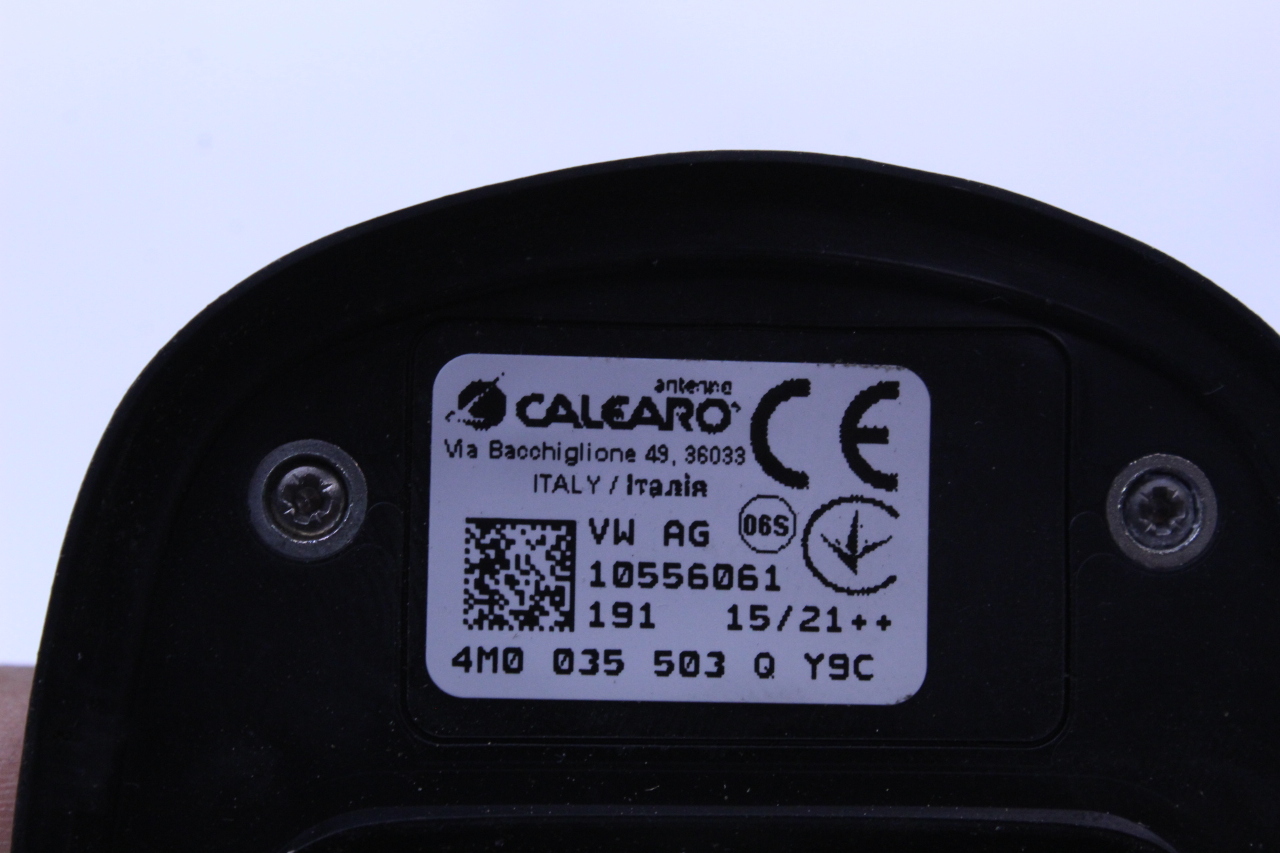 antenna
CALEARO
CE
Via Bacchiglione 49, 36033
ITALY / Італія
VW AG
06S
10556061
191 15/21++
4M0 035 503 Q Y9C